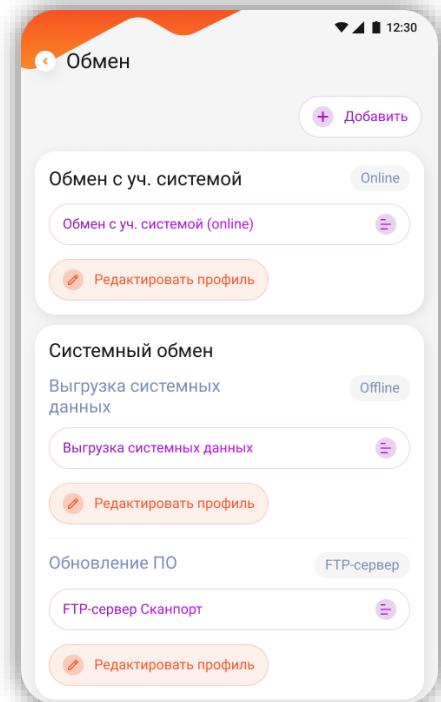 12:30
Обмен
Добавить
Обмен с уч. системой
Online
Обмен с уч. системой (online)
Редактировать профиль
Системный обмен
Выгрузка системных
данных
Offline
Выгрузка системных данных
Редактировать профиль
Обновление ПО
FTP-сервер
FTP-сервер Сканпорт
Редактировать профиль